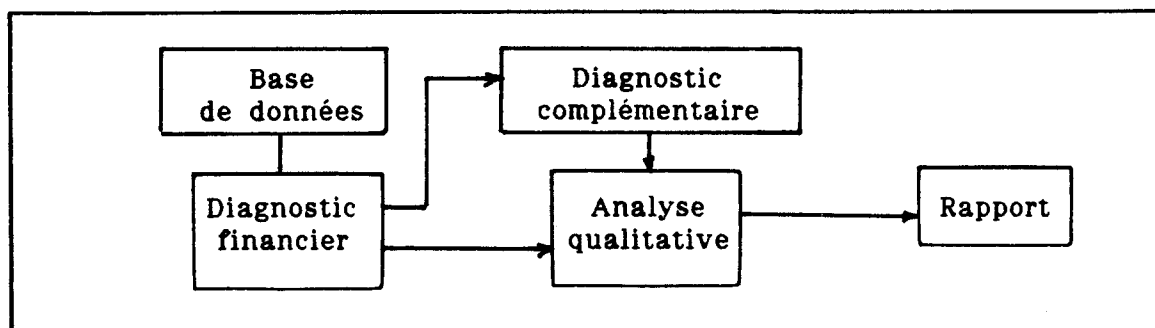 Base
de données
Diagnostic
complémentaire
Diagnostic
financier
Analyse
qualitative
Rapport